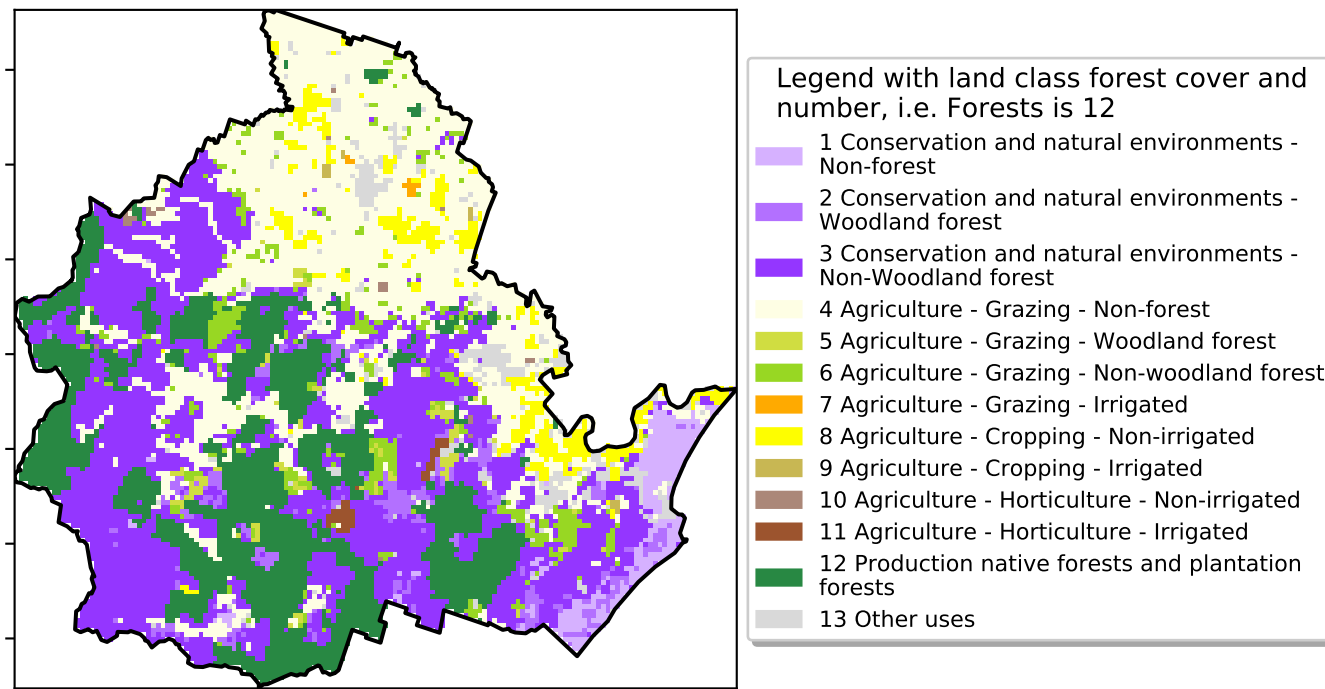 Legend with land class forest cover and
number, i.e. Forests is 12
1 Conservation and natural environments -
Non-forest
2 Conservation and natural environments -
Woodland forest
3 Conservation and natural environments -
Non-Woodland forest
4 Agriculture - Grazing - Non-forest
5 Agriculture - Grazing - Woodland forest
6 Agriculture - Grazing - Non-woodland forest
7 Agriculture - Grazing - Irrigated
8 Agriculture - Cropping - Non-irrigated
9 Agriculture - Cropping - Irrigated
10 Agriculture - Horticulture - Non-irrigated
11 Agriculture - Horticulture - Irrigated
12 Production native forests and plantation
forests
13 Other uses